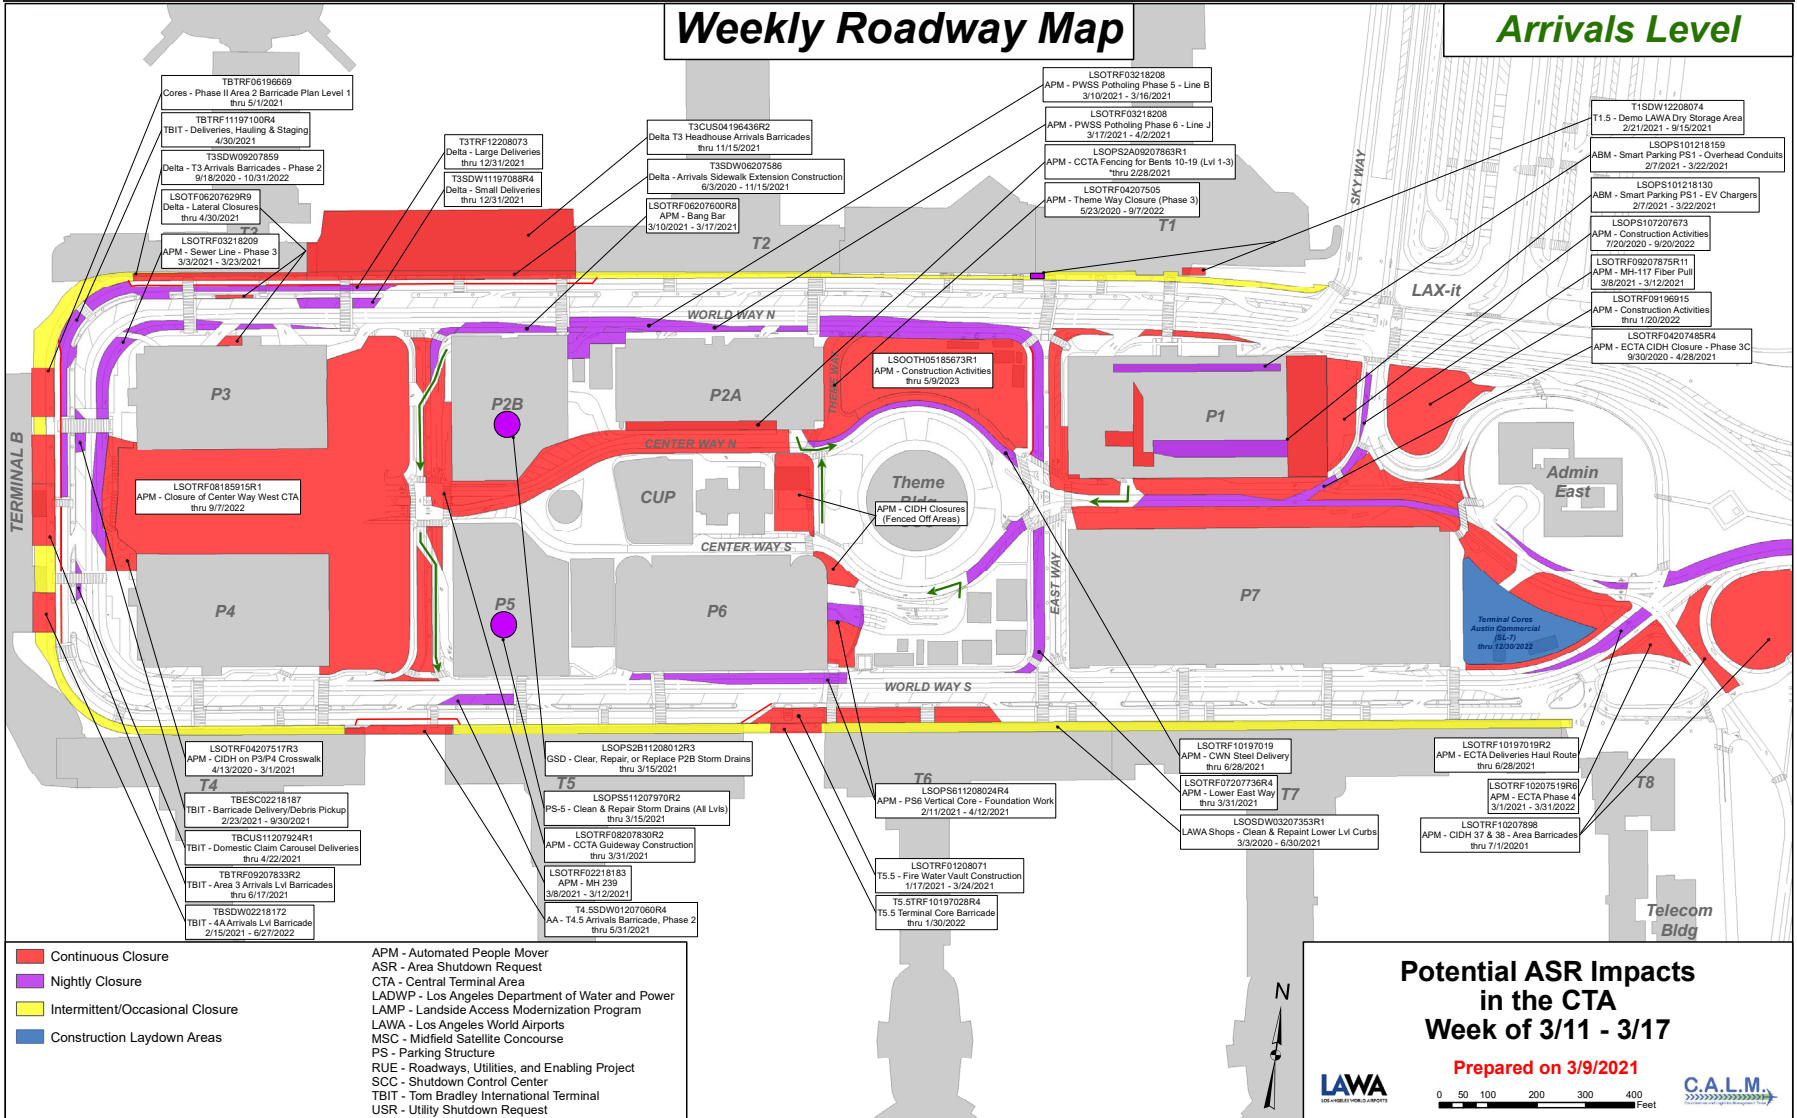 Weekly Roadway Map
Arrivals Level
TBTRF06196669
Cores - Phase II Area 2 Barricade Plan Level 1
thru 5/1/2021
TBTRF11197100R4
TBIT - Deliveries, Hauling & Staging
4/30/2021
T3SDW09207859
Delta - T3 Arrivals Barricades - Phase 2
9/18/2020 - 10/31/2022
LSOTF06207629R9
Delta - Lateral Closures
thru 4/30/2021
LSOTRF03218209
APM - Sewer Line - Phase 3
3/3/2021 - 3/23/2021
T3TRF12208073
Delta - Large Deliveries
thru 12/31/2021
T3SDW11197088R4
Delta - Small Deliveries
thru 12/31/2021
T3CUS04196436R2
Delta T3 Headhouse Arrivals Barricades
thru 11/15/2021
T3SDW06207586
Delta - Arrivals Sidewalk Extension Construction
6/3/2020 - 11/15/2021
LSOTRF06207600R8
APM - Bang Bar
3/10/2021 - 3/17/2021
LSOTRF03218208
APM - PWSS Potholing Phase 5 - Line B
3/10/2021 - 3/16/2021
LSOTRF03218208
APM - PWSS Potholing Phase 6 - Line J
3/17/2021 - 4/2/2021
LSOPS2A09207863R1
APM - CCTA Fencing for Bents 10-19 (Lvl 1-3)
*thru 2/28/2021
LSOTRF04207505
APM - Theme Way Closure (Phase 3)
5/23/2020 - 9/7/2022
T1SDW12208074
T1.5 - Demo LAWA Dry Storage Area
2/21/2021 - 9/15/2021
LSOPS101218159
ABM - Smart Parking PS1 - Overhead Conduits
2/7/2021 - 3/22/2021
LSOPS101218130
ABM - Smart Parking PS1 - EV Chargers
2/7/2021 - 3/22/2021
LSOPS107207673
APM - Construction Activities
7/20/2020 - 9/20/2022
LSOTRF09207875R11
APM - MH-117 Fiber Pull
3/8/2021 - 3/12/2021
LSOTRF09196915
APM - Construction Activities
thru 1/20/2022
LSOTRF04207485R4
APM - ECTA CIDH Closure - Phase 3C
9/30/2020 - 4/28/2021
T3
T2
T1
SKY WAY
LAX-it
WORLD WAY N
LSOOTH05185673R1
APM - Construction Activities
thru 5/9/2023
THEME WAY
P3
P2B
P2A
P1
CENTER WAY N
TERMINAL B
LSOTRF08185915R1
APM - Closure of Center Way West CTA
thru 9/7/2022
CUP
Theme
Bldg
APM - CIDH Closures
(Fenced Off Areas)
Admin
East
CENTER WAY S
EAST WAY
P4
P5
P6
P7
Terminal Cores
Austin Commercial
(SL-7)
thru 12/30/2022
WORLD WAY S
T4
T5
T6
T7
T8
Telecom
Bldg
LSOTRF04207517R3
APM - CIDH on P3/P4 Crosswalk
4/13/2020 - 3/1/2021
TBESC02218187
TBIT - Barricade Delivery/Debris Pickup
2/23/2021 - 9/30/2021
TBCUS11207924R1
TBIT - Domestic Claim Carousel Deliveries
thru 4/22/2021
TBTRF09207833R2
TBIT - Area 3 Arrivals Lvl Barricades
thru 6/17/2021
TBSDW02218172
TBIT - 4A Arrivals Lvl Barricade
2/15/2021 - 6/27/2022
LSOPS2B11208012R3
GSD - Clear, Repair, or Replace P2B Storm Drains
thru 3/15/2021
LSOPS511207970R2
PS-5 - Clean & Repair Storm Drains (All Lvls)
thru 3/15/2021
LSOTRF08207830R2
APM - CCTA Guideway Construction
thru 3/31/2021
LSOTRF02218183
APM - MH 239
3/8/2021 - 3/12/2021
T4.5SDW01207060R4
AA - T4.5 Arrivals Barricade, Phase 2
thru 5/31/2021
LSOPS611208024R4
APM - PS6 Vertical Core - Foundation Work
2/11/2021 - 4/12/2021
LSOTRF01208071
T5.5 - Fire Water Vault Construction
1/17/2021 - 3/24/2021
T5.5TRF10197028R4
T5.5 Terminal Core Barricade
thru 1/30/2022
LSOTRF10197019
APM - CWN Steel Delivery
thru 6/28/2021
LSOTRF07207736R4
APM - Lower East Way
thru 3/31/2021
LSOSDW03207353R1
LAWA Shops - Clean & Repaint Lower Lvl Curbs
3/3/2020 - 6/30/2021
LSOTRF10197019R2
APM - ECTA Deliveries Haul Route
thru 6/28/2021
LSOTRF10207519R6
APM - ECTA Phase 4
3/1/2021 - 3/31/2022
LSOTRF10207898
APM - CIDH 37 & 38 - Area Barricades
thru 7/1/20201
Continuous Closure
Nightly Closure
Intermittent/Occasional Closure
Construction Laydown Areas
APM - Automated People Mover
ASR - Area Shutdown Request
CTA - Central Terminal Area
LADWP - Los Angeles Department of Water and Power
LAMP - Landside Access Modernization Program
LAWA - Los Angeles World Airports
MSC - Midfield Satellite Concourse
PS - Parking Structure
RUE - Roadways, Utilities, and Enabling Project
SCC - Shutdown Control Center
TBIT - Tom Bradley International Terminal
USR - Utility Shutdown Request
N
Potential ASR Impacts
in the CTA
Week of 3/11 - 3/17
Prepared on 3/9/2021
LAWA
LOS ANGELES WORLD AIRPORTS
0 50 100 200 300 400
Feet
C.A.L.M.